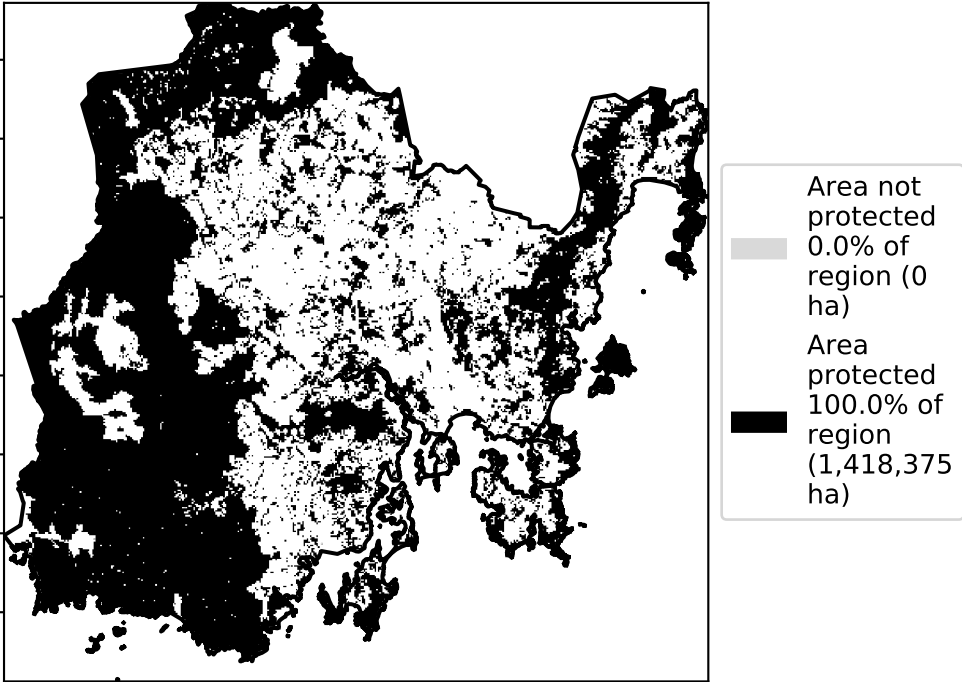 Area not
protected
0.0% of
region (0
ha)
Area
protected
100.0% of
region
(1,418,375
ha)